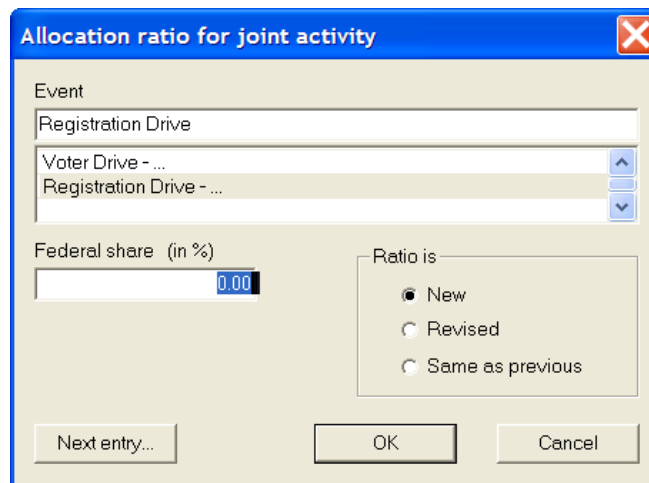 Allocation ratio for joint activity
Event
Registration Drive
Voter Drive - ...
Registration Drive - ...
Federal share (in %)
0.00
Ratio is
New
Revised
Same as previous
Next entry...
OK
Cancel